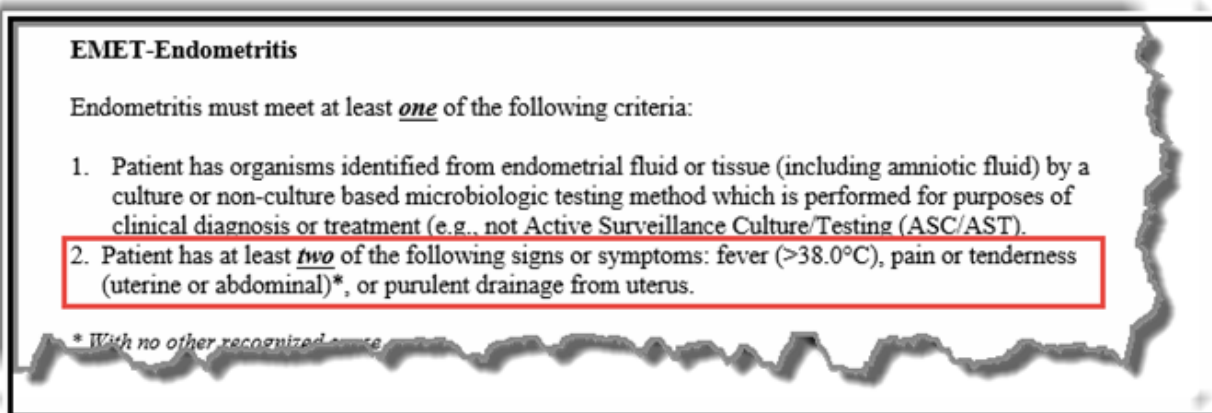 EMET-Endometritis
Endometritis must meet at least one of the following criteria:
1. Patient has organisms identified from endometrial fluid or tissue (including amniotic fluid) by a
culture or non-culture based microbiologic testing method which is performed for purposes of
clinical diagnosis or treatment (e.g., not Active Surveillance Culture/Testing (ASC/AST).
2. Patient has at least two of the following signs or symptoms: fever (>38.0°C), pain or tenderness
(uterine or abdominal)*, or purulent drainage from uterus.
* With no other recognized cause